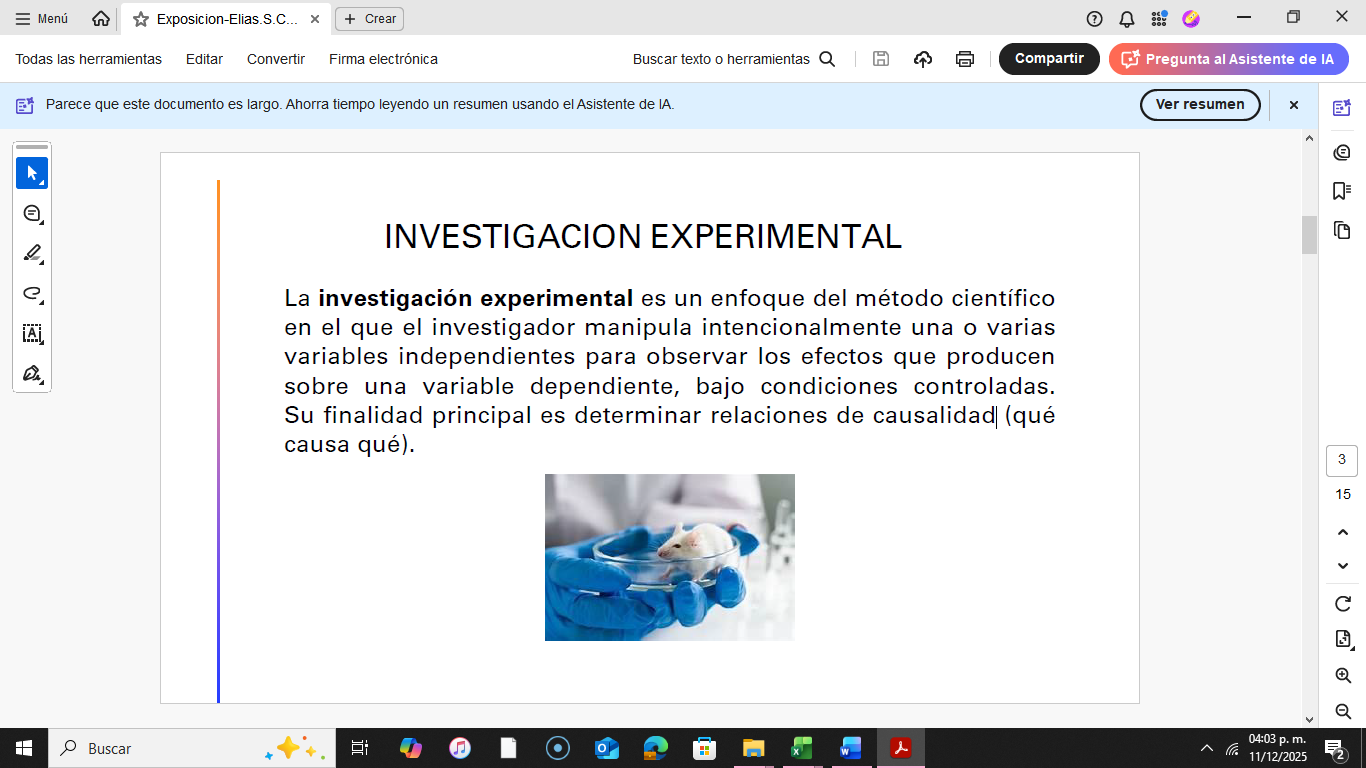 Menú
Exposicion-Elias.S.C...
Crear
Todas las herramientas
Editar
Convertir
Firma electrónica
Buscar texto o herramientas
Compartir
Pregunta al Asistente de IA
Parece que este documento es largo. Ahorra tiempo leyendo un resumen usando el Asistente de IA.
Ver resumen
INVESTIGACION EXPERIMENTAL
La investigación experimental es un enfoque del método científico
en el que el investigador manipula intencionalmente una o varias
variables independientes para observar los efectos que producen
sobre una variable dependiente, bajo condiciones controladas.
Su finalidad principal es determinar relaciones de causalidad (qué
causa qué).
3
15
Buscar
04:03 p. m.
11/12/2025
2